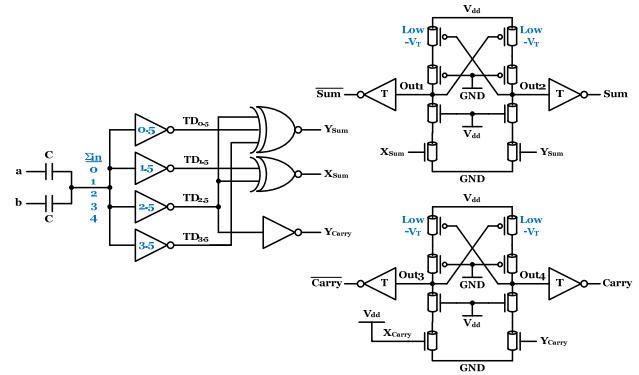 C
a
b
C
Σin
0
1
2
3
4
0.5
1.5
2.5
3.5
TD0.5
TD1.5
TD2.5
TD3.5
YSum
XSum
YCarry
Vdd
Low
-VT
Low
-VT
Sum
T
Out1
GND
Out2
T
Sum
Vdd
XSum
YSum
GND
Vdd
Low
-VT
Low
-VT
Carry
T
Out3
GND
Out4
T
Carry
Vdd
Vdd
XCarry
YCarry
GND